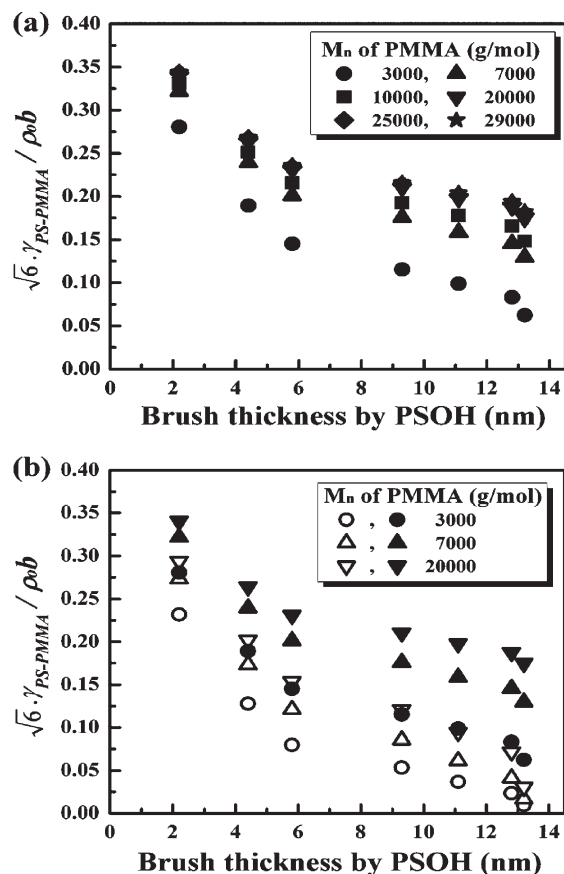 (a)
Mₙ of PMMA (g/mol)
3000, 7000
10000, 20000
25000, 29000
0.40
0.35
0.30
0.25
0.20
0.15
0.10
0.05
0.00
√6·γPS-PMMA / ρ₀b
0 2 4 6 8 10 12 14
Brush thickness by PSOH (nm)
(b)
Mₙ of PMMA (g/mol)
, 3000
, 7000
, 20000
0.40
0.35
0.30
0.25
0.20
0.15
0.10
0.05
0.00
√6·γPS-PMMA / ρ₀b
0 2 4 6 8 10 12 14
Brush thickness by PSOH (nm)